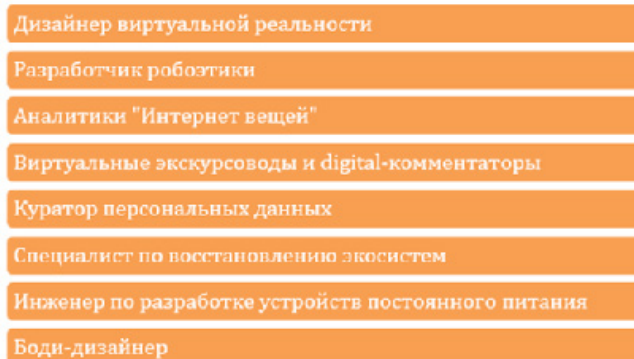 Дизайнер виртуальной реальности
Разработчик робоэтики
Аналитики "Интернет вещей"
Виртуальные экскурсоводы и digital-комментаторы
Куратор персональных данных
Специалист по восстановлению экосистем
Инженер по разработке устройств постоянного питания
Боди-дизайнер